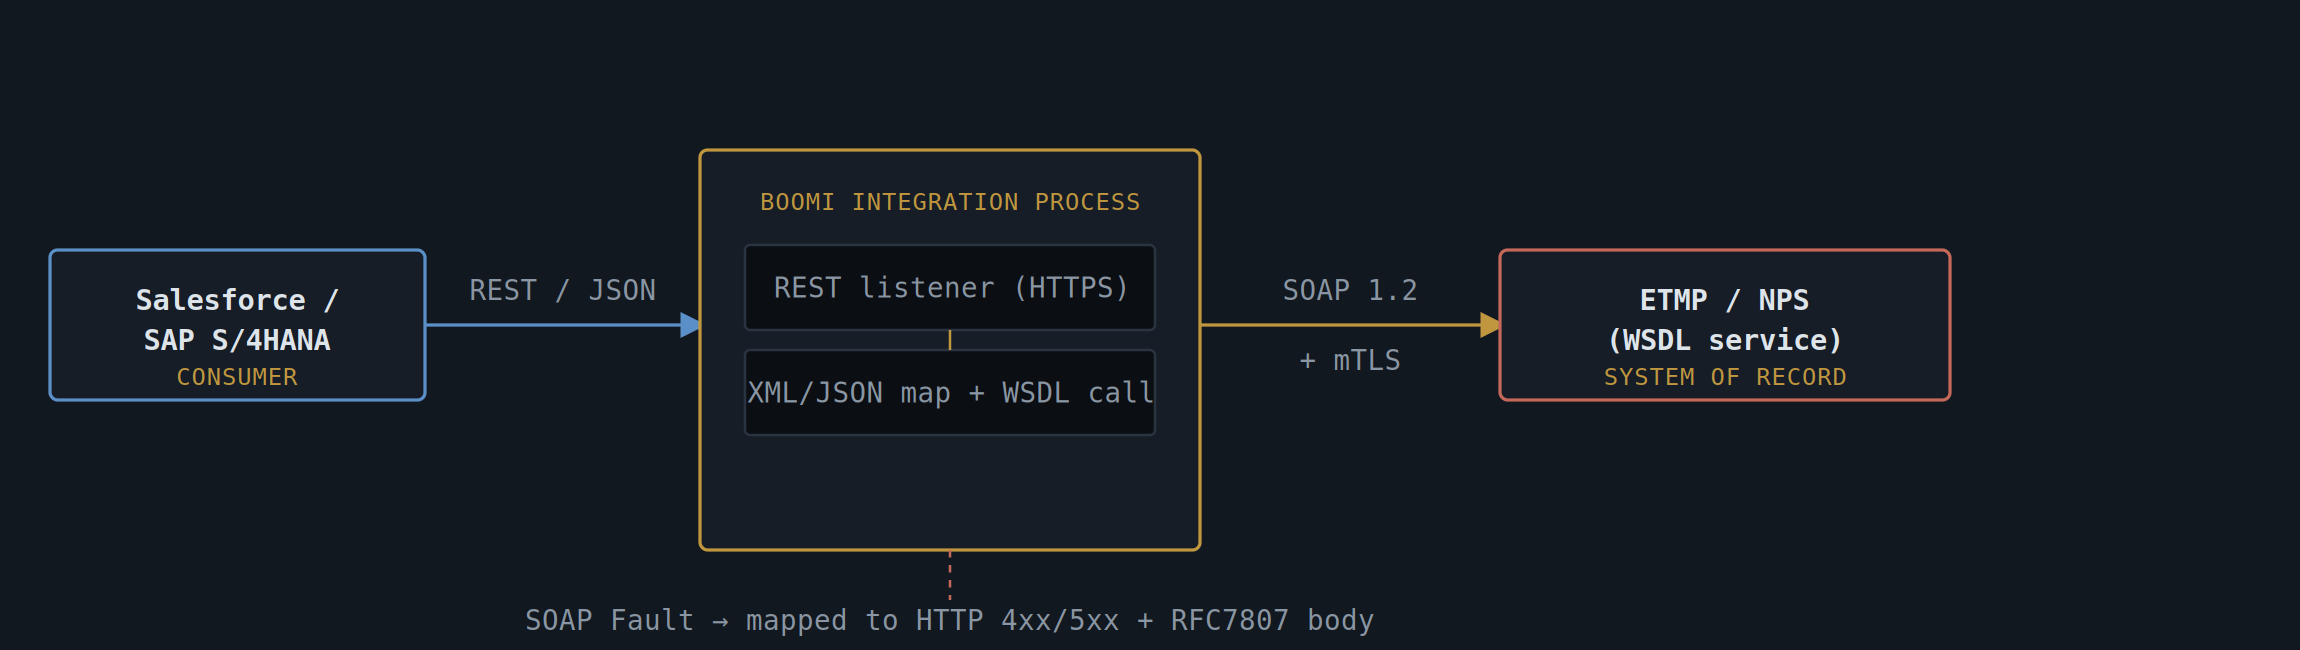 BOOMI INTEGRATION PROCESS
Salesforce /
SAP S/4HANA
CONSUMER
REST / JSON
REST listener (HTTPS)
XML/JSON map + WSDL call
SOAP 1.2
+ mTLS
ETMP / NPS
(WSDL service)
SYSTEM OF RECORD
SOAP Fault → mapped to HTTP 4xx/5xx + RFC7807 body